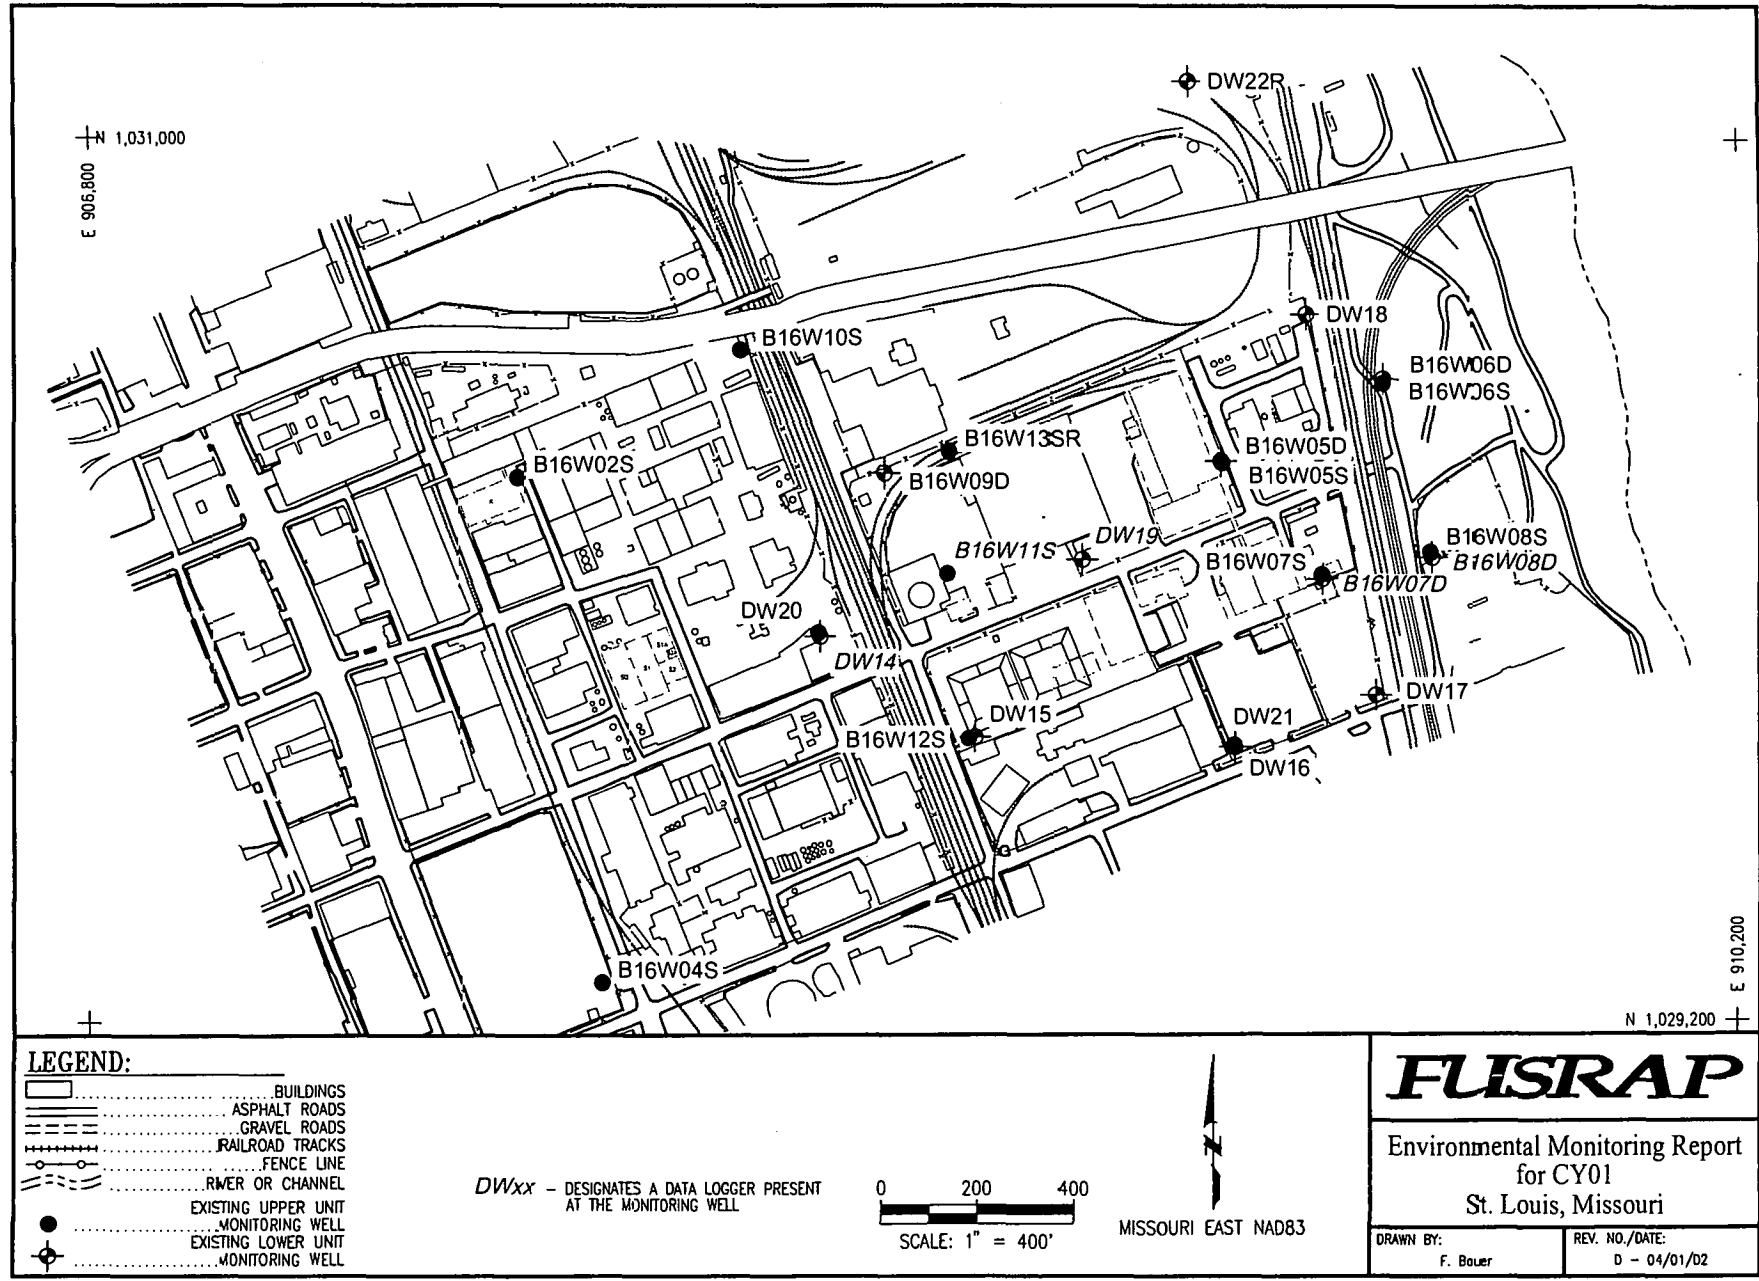 DW22R
N 1,031,000
E 906,800
DW18
B16W10S
B16W06D
B16W06S
B16W13SR
B16W05D
B16W02S
B16W05S
B16W09D
DW19
B16W08S
B16W11S
B16W07S
B16W08D
B16W07D
DW20
DW14
DW17
DW15
DW21
B16W12S
DW16
B16W04S
E 910,200
N 1,029,200
LEGEND:
BUILDINGS
ASPHALT ROADS
GRAVEL ROADS
RAILROAD TRACKS
FENCE LINE
RIVER OR CHANNEL
EXISTING UPPER UNIT
MONITORING WELL
EXISTING LOWER UNIT
MONITORING WELL
DWxx – DESIGNATES A DATA LOGGER PRESENT
AT THE MONITORING WELL
0 200 400
SCALE: 1" = 400'
N
MISSOURI EAST NAD83
FUSRAP
Environmental Monitoring Report
for CY01
St. Louis, Missouri
DRAWN BY:
F. Bauer
REV. NO./DATE:
D – 04/01/02